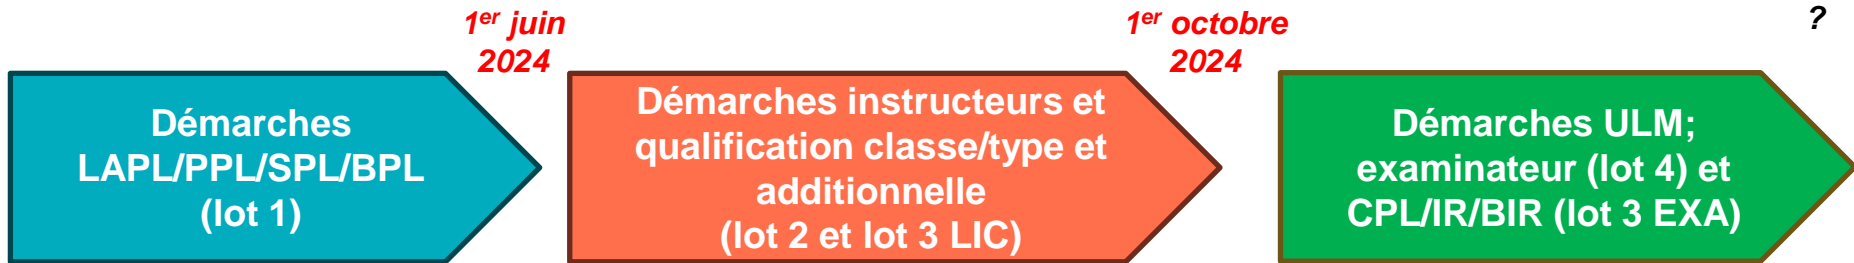 1er juin
2024
1er octobre
2024
?
Démarches
LAPL/PPL/SPL/BPL
(lot 1)
Démarches instructeurs et
qualification classe/type et
additionnelle
(lot 2 et lot 3 LIC)
Démarches ULM;
examinateur (lot 4) et
CPL/IR/BIR (lot 3 EXA)